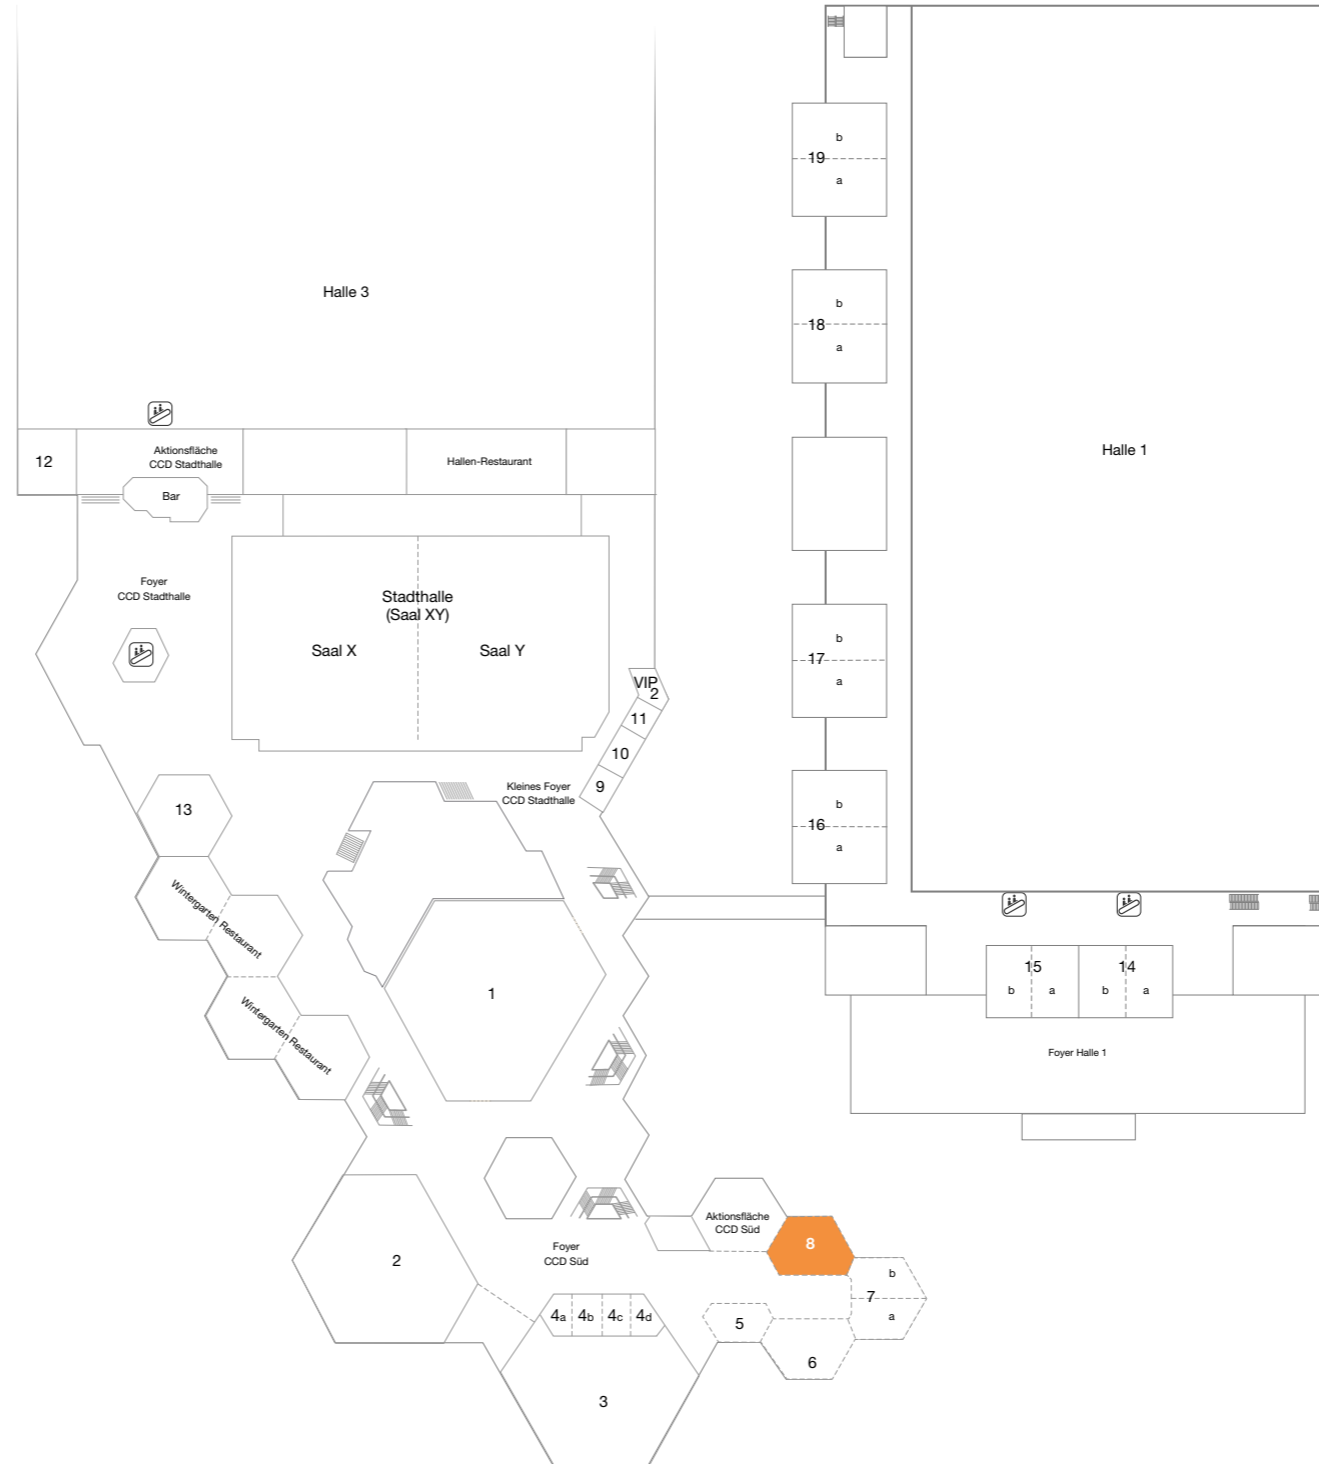 b
19
a
Halle 3
b
18
a
Halle 1
12
Aktionsfläche
CCD Stadthalle
Hallen-Restaurant
Bar
Foyer
CCD Stadthalle
Stadthalle
(Saal XY)
Saal X
Saal Y
b
17
a
VIP
2
11
10
9
Kleines Foyer
CCD Stadthalle
b
16
a
13
Wintergarten Restaurant
Wintergarten Restaurant
1
15
b
a
14
b
a
Foyer Halle 1
Aktionsfläche
CCD Süd
8
Foyer
CCD Süd
2
b
7
a
4a
4b
4c
4d
5
6
3